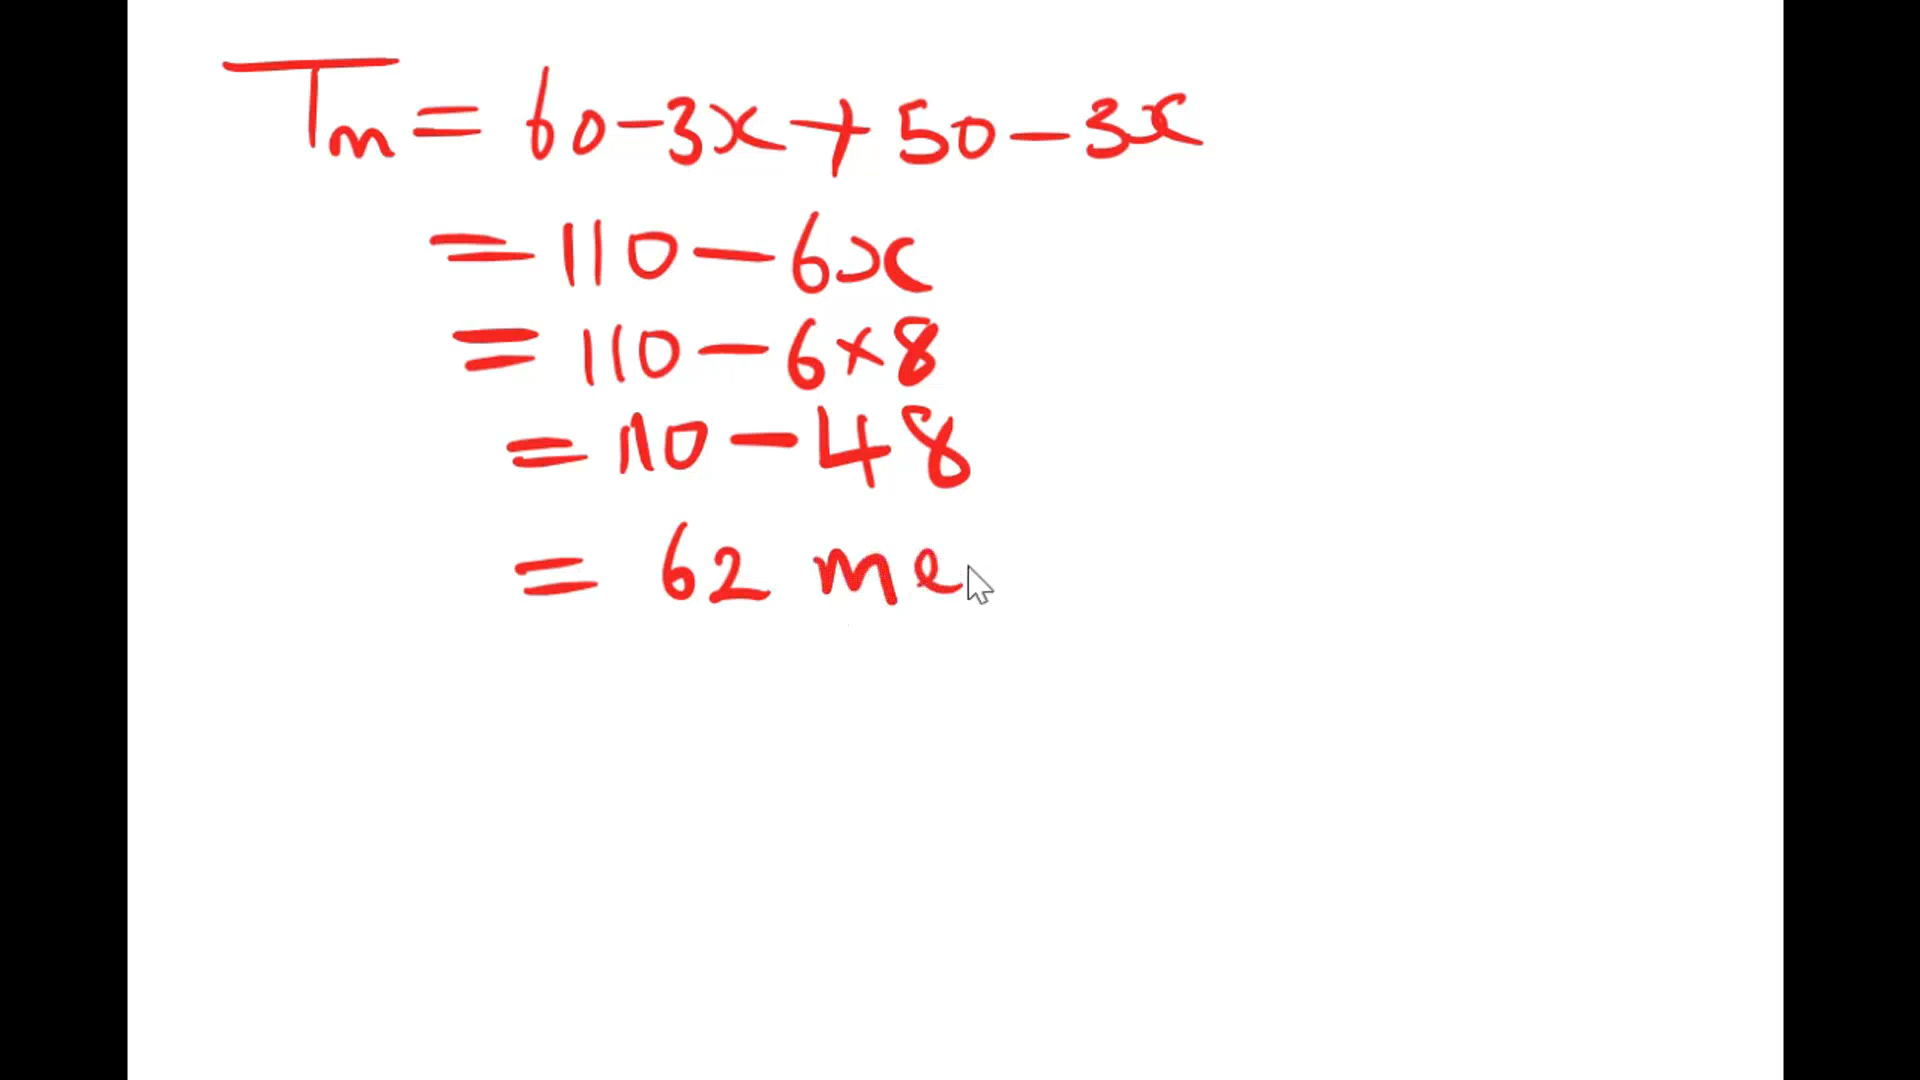 Tm = 60 - 3x + 50 - 3x
= 110 - 6x
= 110 - 6 × 8
= 110 - 48
= 62 me